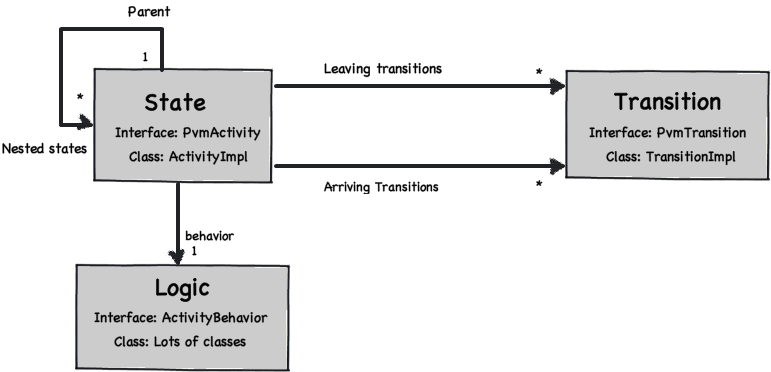 Parent
1
*
Nested states
State
Interface: PvmActivity
Class: ActivityImpl
Leaving transitions
*
Arriving Transitions
*
Transition
Interface: PvmTransition
Class: TransitionImpl
behavior
1
Logic
Interface: ActivityBehavior
Class: Lots of classes